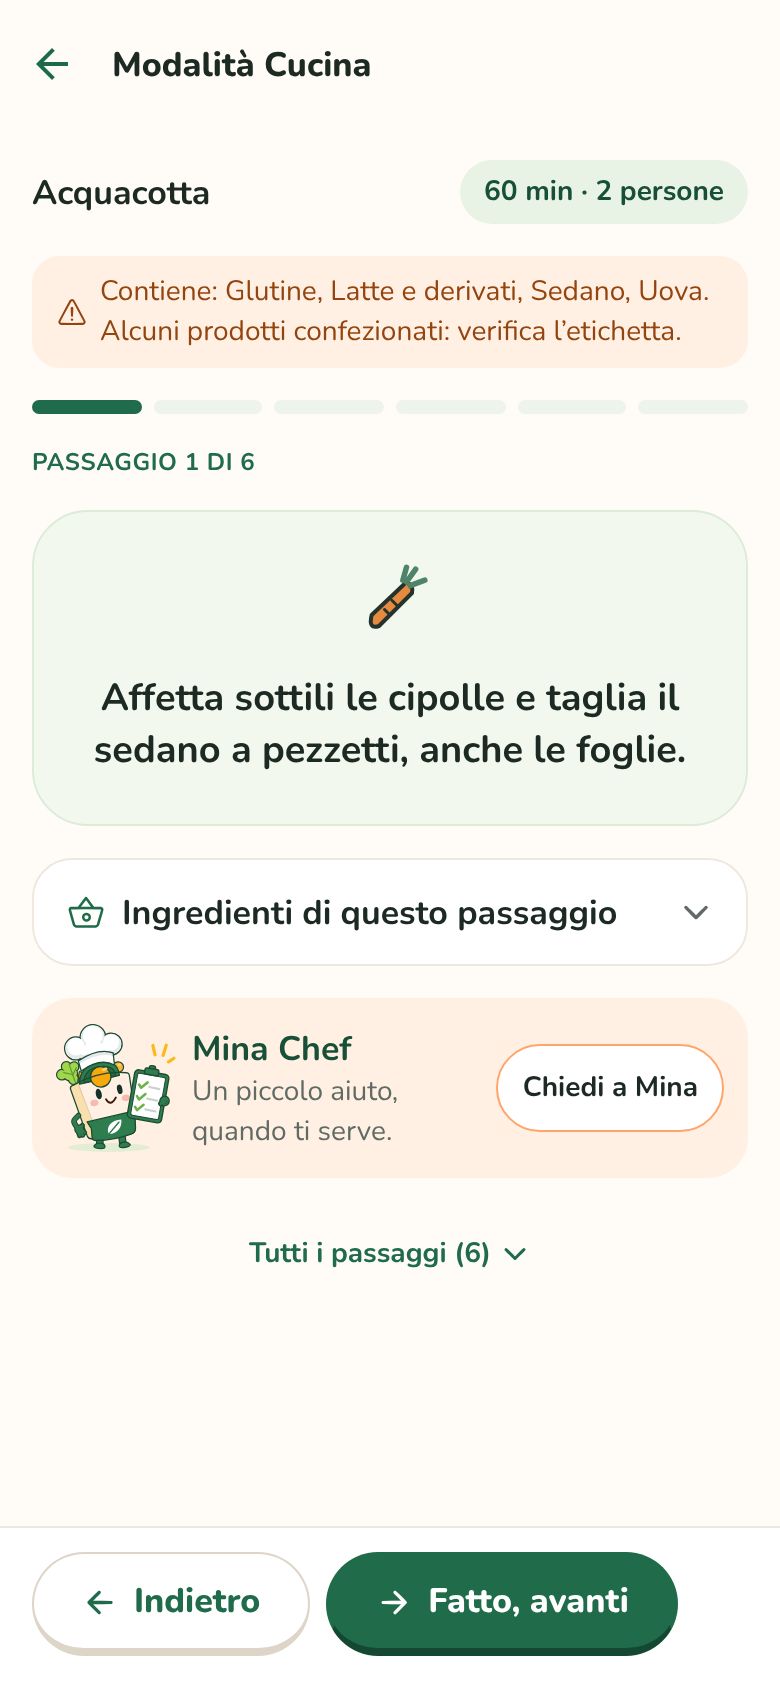 Modalità Cucina
Acquacotta
60 min · 2 persone
Contiene: Glutine, Latte e derivati, Sedano, Uova.
Alcuni prodotti confezionati: verifica l’etichetta.
PASSAGGIO 1 DI 6
Affetta sottili le cipolle e taglia il
sedano a pezzetti, anche le foglie.
Ingredienti di questo passaggio
Mina Chef
Un piccolo aiuto,
quando ti serve.
Chiedi a Mina
Tutti i passaggi (6)
Indietro
Fatto, avanti